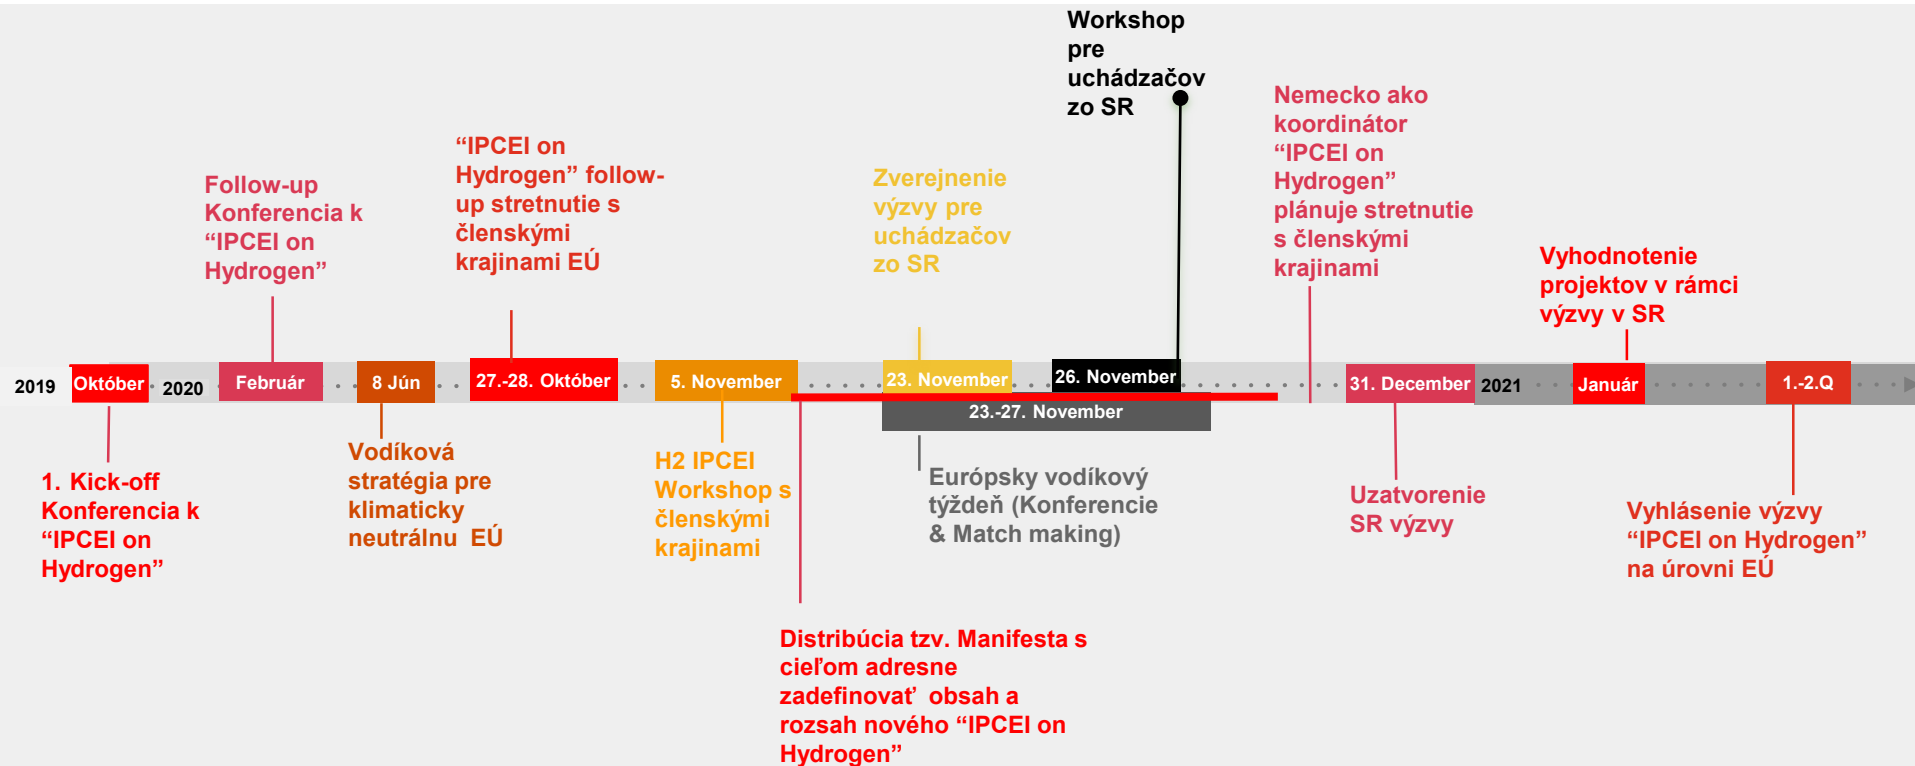 Workshop
pre
uchádzačov
zo SR
Nemecko ako
koordinátor
“IPCEI on
Hydrogen”
plánuje stretnutie
s členskými
krajinami
“IPCEI on
Hydrogen” follow-
up stretnutie s
členskými
krajinami EÚ
Follow-up
Konferencia k
“IPCEI on
Hydrogen”
Zverejnenie
výzvy pre
uchádzačov
zo SR
Vyhodnotenie
projektov v rámci
výzvy v SR
2019
Október
2020
Február
8 Jún
27.-28. Október
5. November
23. November
26. November
31. December
2021
Január
1.-2.Q
23.-27. November
1. Kick-off
Konferencia k
“IPCEI on
Hydrogen”
Vodíková
stratégia pre
klimaticky
neutrálnu  EÚ
H2 IPCEI
Workshop s
členskými
krajinami
Európsky vodíkový
týždeň (Konferencie
& Match making)
Uzatvorenie
SR výzvy
Vyhlásenie výzvy
“IPCEI on Hydrogen”
na úrovni EÚ
Distribúcia tzv. Manifesta s
cieľom adresne
zadefinovať  obsah a
rozsah nového “IPCEI on
Hydrogen”